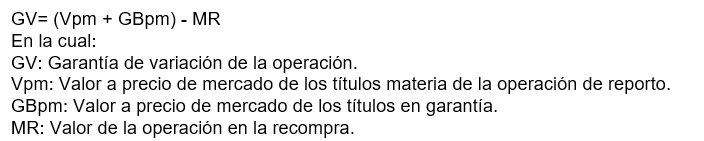 GV= (Vpm + GBpm) - MR
En la cual:
GV: Garantía de variación de la operación.
Vpm: Valor a precio de mercado de los títulos materia de la operación de reporto.
GBpm: Valor a precio de mercado de los títulos en garantía.
MR: Valor de la operación en la recompra.